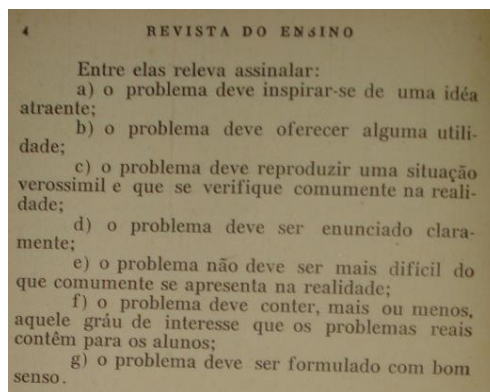 4 REVISTA DO ENSINO
Entre elas releva assinalar:
a) o problema deve inspirar-se de uma idéa
atraente;
b) o problema deve oferecer alguma utili-
dade;
c) o problema deve reproduzir uma situação
verossimil e que se verifique comumente na reali-
dade;
d) o problema deve ser enunciado clara-
mente;
e) o problema não deve ser mais difícil do
que comumente se apresenta na realidade;
f) o problema deve conter, mais ou menos,
aquele gráu de interesse que os problemas reais
contêm para os alunos;
g) o problema deve ser formulado com bom
senso.